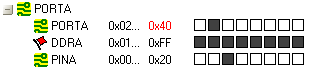 PORTA
PORTA 0x02... 0x40
DDRA 0x01... 0xFF
PINA 0x00... 0x20